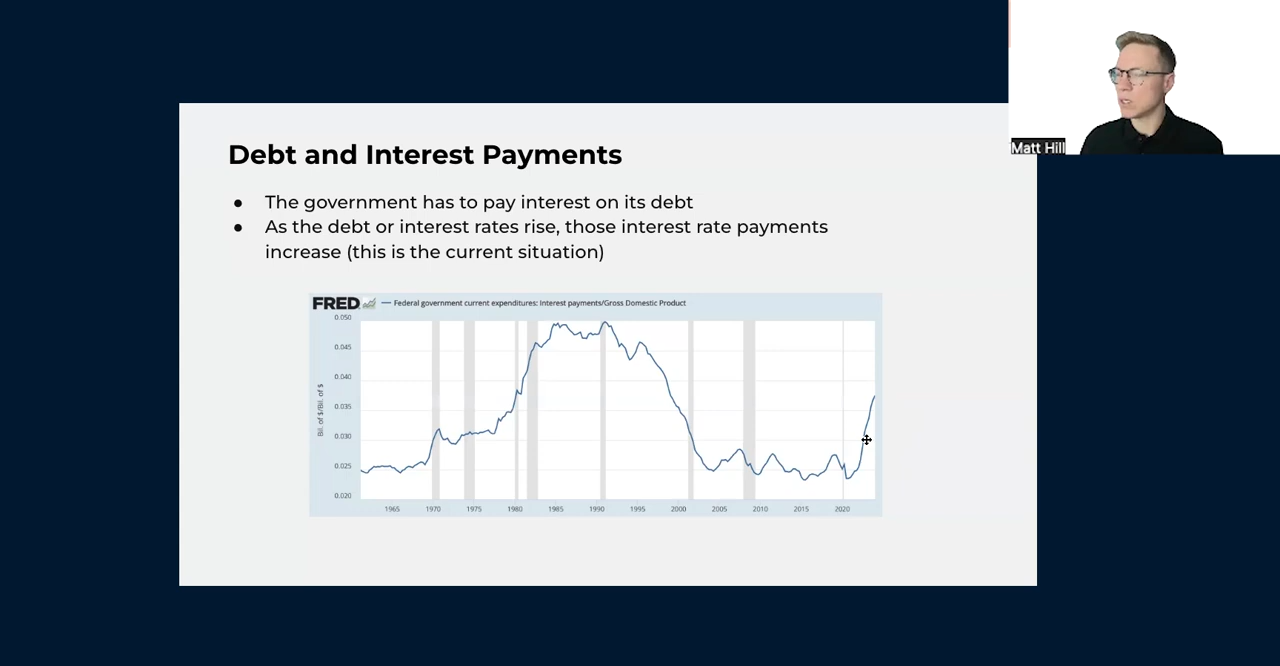 Matt Hill
Debt and Interest Payments
● The government has to pay interest on its debt
● As the debt or interest rates rise, those interest rate payments
increase (this is the current situation)
FRED — Federal government current expenditures: Interest payments/Gross Domestic Product
0.050
0.045
0.040
0.035
0.030
0.025
0.020
Bil. of $/Bil. of $
1965 1970 1975 1980 1985 1990 1995 2000 2005 2010 2015 2020